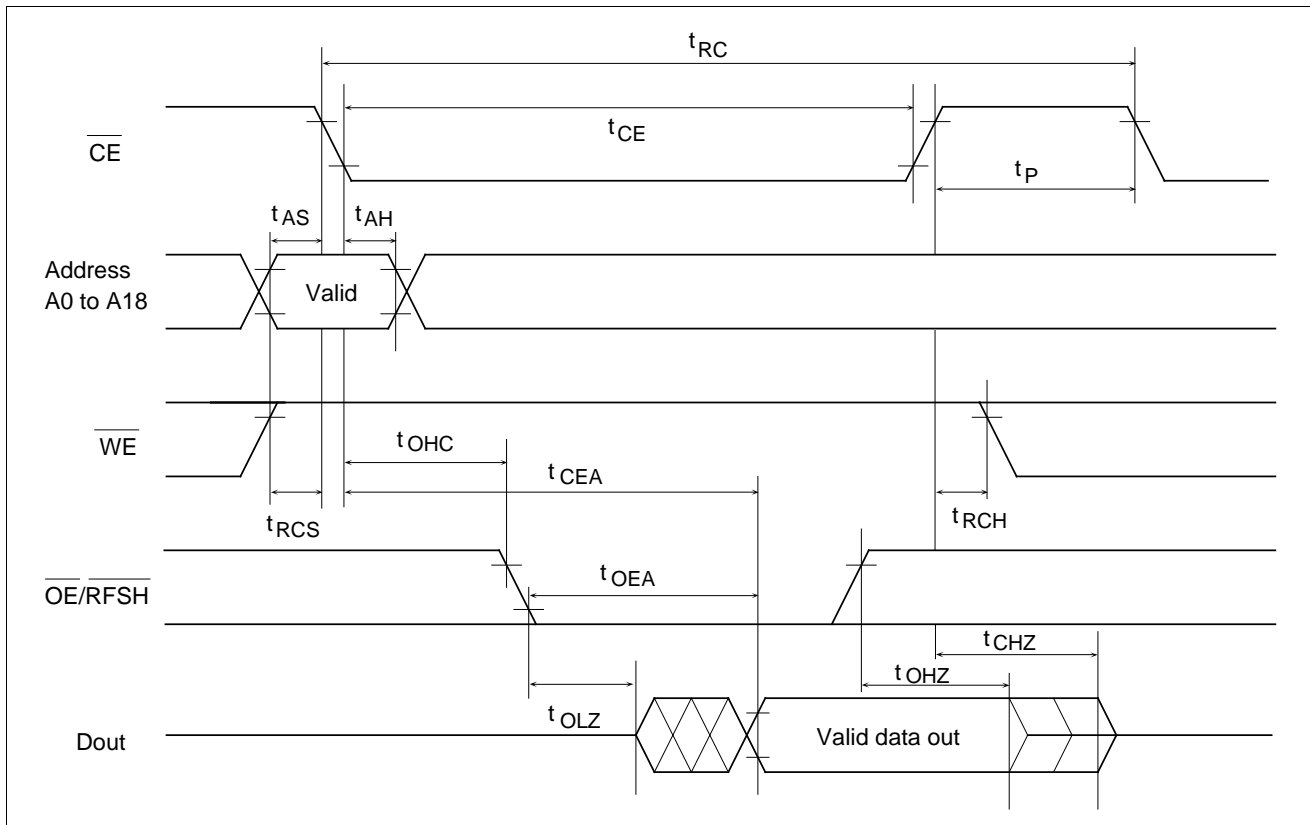 tRC
CE
tCE
tP
tAS
tAH
Address
A0 to A18
Valid
WE
tOHC
tCEA
tRCS
tRCH
OE/RFSH
tOEA
tCHZ
tOHZ
tOLZ
Dout
Valid data out